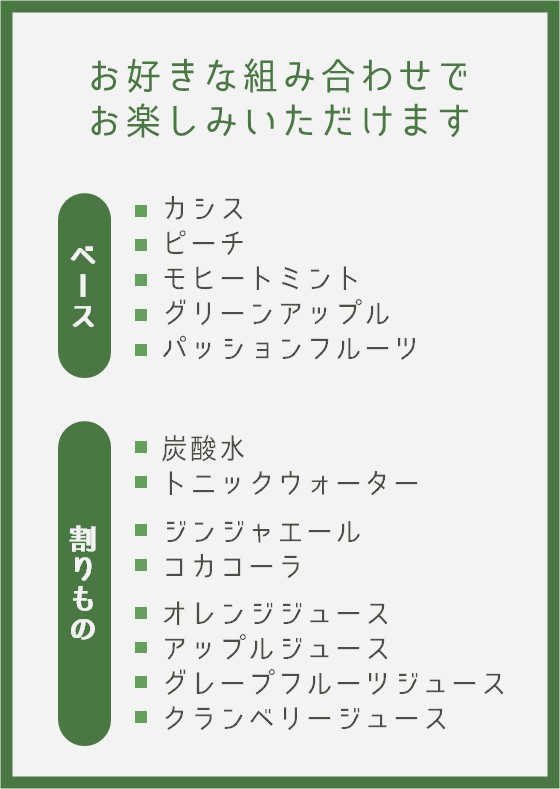 お好きな組み合わせで
お楽しみいただけます
ベース
カシス
ピーチ
モヒートミント
グリーンアップル
パッションフルーツ
割りもの
炭酸水
トニックウォーター
ジンジャエール
コカコーラ
オレンジジュース
アップルジュース
グレープフルーツジュース
クランベリージュース